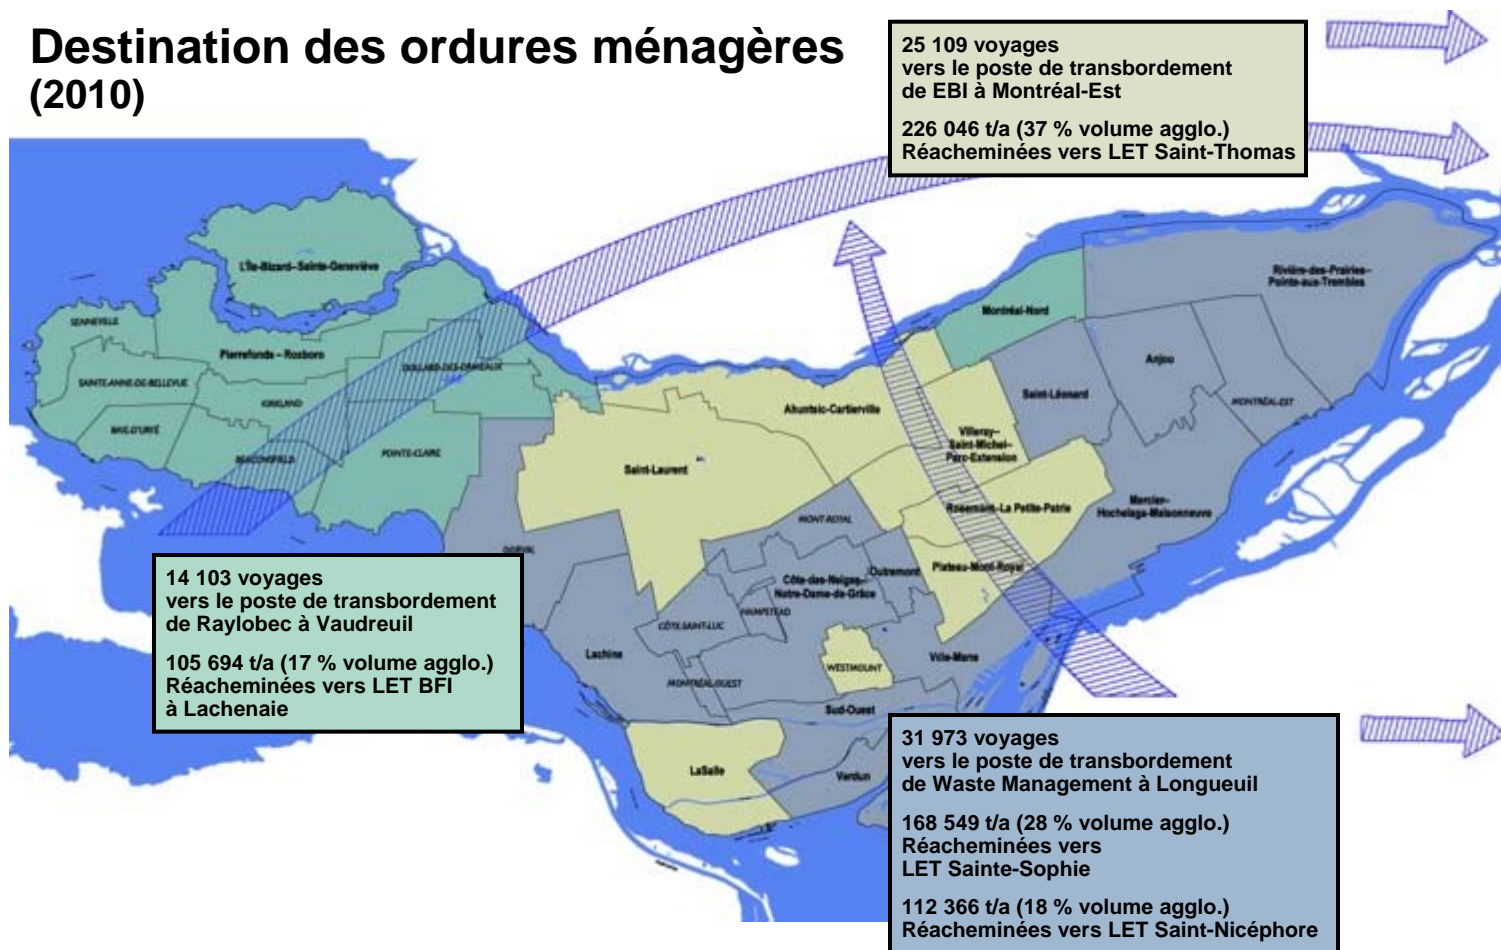 Destination des ordures ménagères
(2010)
25 109 voyages
vers le poste de transbordement
de EBI à Montréal-Est
226 046 t/a (37 % volume agglo.)
Réacheminées vers LET Saint-Thomas
L'Île-Bizard–Sainte-Geneviève
SENNEVILLE
Pierrefonds – Roxboro
SAINTE-ANNE-DE-BELLEVUE
KIRKLAND
DOLLARD-DES-ORMEAUX
BAIE-D'URFÉ
BEACONSFIELD
POINTE-CLAIRE
Rivière-des-Prairies–
Pointe-aux-Trembles
Montréal-Nord
Anjou
Saint-Léonard
MONTRÉAL-EST
Ahuntsic-Cartierville
Villeray–
Saint-Michel–
Parc-Extension
Saint-Laurent
Rosemont–La Petite-Patrie
Mercier–
Hochelaga-Maisonneuve
MONT-ROYAL
DORVAL
Outremont
Plateau-Mont-Royal
Côte-des-Neiges–
Notre-Dame-de-Grâce
HAMPSTEAD
CÔTE-SAINT-LUC
Lachine
WESTMOUNT
Ville-Marie
MONTRÉAL-OUEST
Sud-Ouest
LaSalle
Verdun
14 103 voyages
vers le poste de transbordement
de Raylobec à Vaudreuil
105 694 t/a (17 % volume agglo.)
Réacheminées vers LET BFI
à Lachenaie
31 973 voyages
vers le poste de transbordement
de Waste Management à Longueuil
168 549 t/a (28 % volume agglo.)
Réacheminées vers
LET Sainte-Sophie
112 366 t/a (18 % volume agglo.)
Réacheminées vers LET Saint-Nicéphore